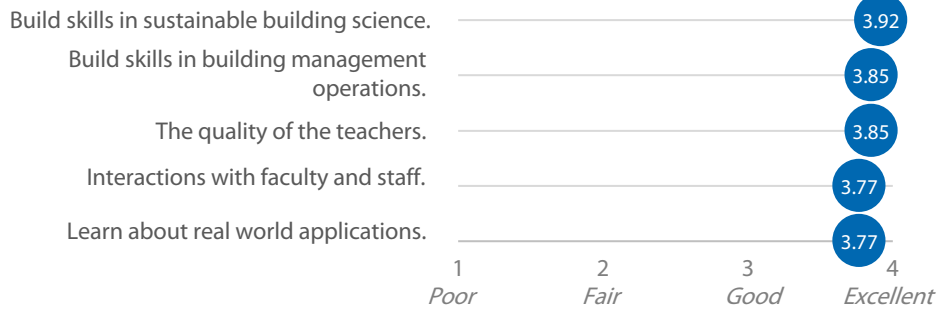 Build skills in sustainable building science.
3.92
Build skills in building management
operations.
3.85
The quality of the teachers.
3.85
Interactions with faculty and staff.
3.77
Learn about real world applications.
3.77
1 2 3 4
Poor Fair Good Excellent